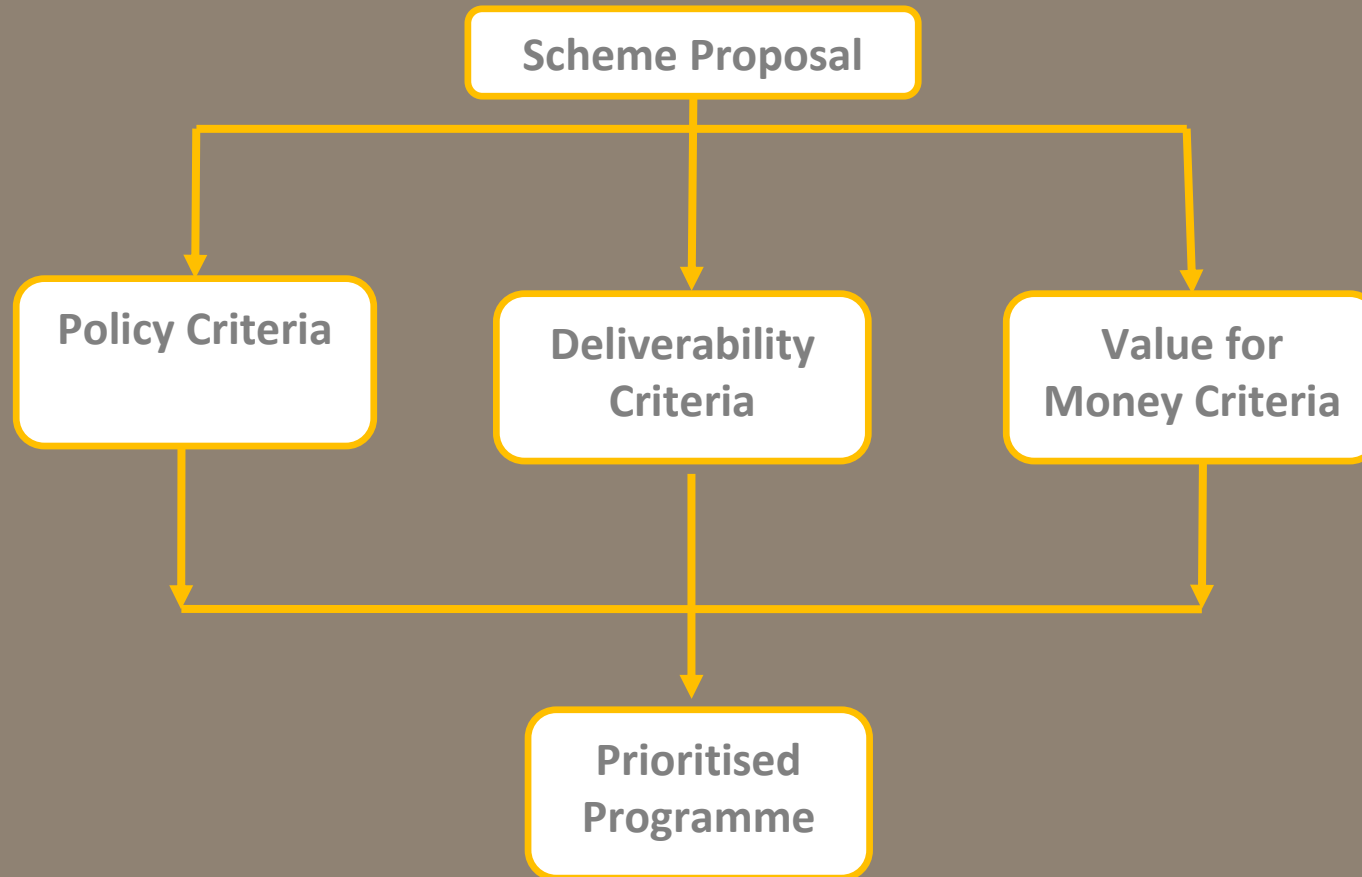 Scheme Proposal
Policy Criteria
Deliverability
Criteria
Value for
Money Criteria
Prioritised
Programme